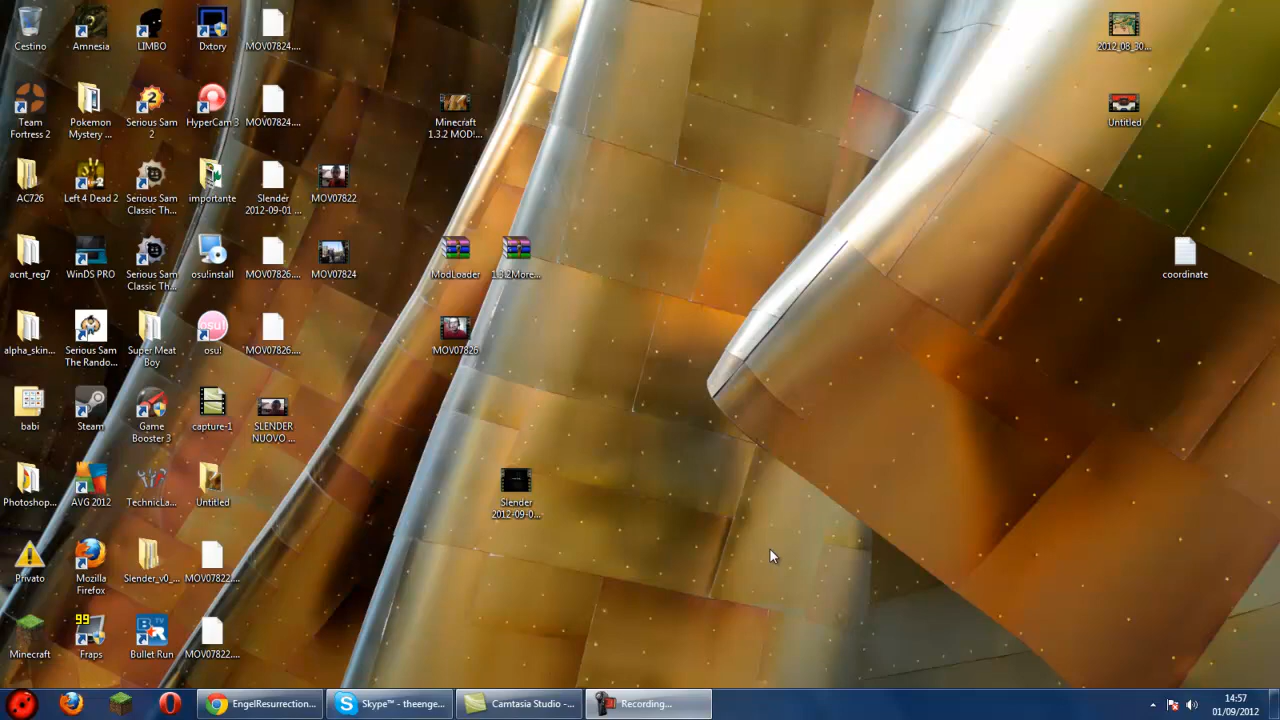 Cestino
Amnesia
LIMBO
Dxtory
MOV07824....
2012_08_30...
Team
Fortress 2
Pokemon
Mystery ...
Serious Sam
2
HyperCam 3
MOV07824....
Minecraft
1.3.2 MOD!...
Untitled
AC726
Left 4 Dead 2
Serious Sam
Classic Th...
importante
Slender
2012-09-01 ...
MOV07822
acnt_reg7
WinDS PRO
Serious Sam
Classic Th...
osu!install
MOV07826....
MOV07824
ModLoader
1.3.2More...
coordinate
alpha_skin...
Serious Sam
The Rando...
Super Meat
Boy
osu!
osu!
MOV07826....
MOV07826
babi
Steam
Game
Booster 3
capture-1
SLENDER
NUOVO ...
Photoshop...
AVG 2012
TechnicLa...
Untitled
Slender
2012-09-0...
Privato
Mozilla
Firefox
Slender_v0_...
MOV07822....
Minecraft
99
Fraps
Bullet Run
MOV07822....
EngelResurrection...
Skype™ - theenge...
Camtasia Studio -...
Recording...
14:57
01/09/2012